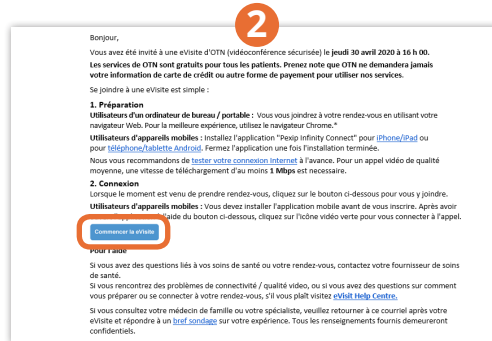 2
Bonjour,
Vous avez été invité à une eVisite d'OTN (vidéoconférence sécurisée) le jeudi 30 avril 2020 à 16 h 00.
Les services de OTN sont gratuits pour tous les patients. Prenez note que OTN ne demandera jamais
votre information de carte de crédit ou autre forme de payement pour utiliser nos services.
Se joindre à une eVisite est simple :
1. Préparation
Utilisateurs d'un ordinateur de bureau / portable : Vous vous joindrez à votre rendez-vous en utilisant votre
navigateur Web. Pour la meilleure expérience, utilisez le navigateur Chrome.*
Utilisateurs d'appareils mobiles : Installez l'application "Pexip Infinity Connect" pour iPhone/iPad ou
pour téléphone/tablette Android. Fermez l'application une fois l'installation terminée.
Nous vous recommandons de tester votre connexion Internet à l'avance. Pour un appel vidéo de qualité
moyenne, une vitesse de téléchargement d'au moins 1 Mbps est necessaire.
2. Connexion
Lorsque le moment est venu de prendre rendez-vous, cliquez sur le bouton ci-dessous pour vous y joindre.
Utilisateurs d'appareils mobiles : Vous devez installer l'application mobile avant de vous inscrire. Après avoir
l'aide du bouton ci-dessous, cliquez sur l'icône vidéo verte pour vous connecter à l'appel.
Commencer la eVisite
Pour l'aide
Si vous avez des questions liés à vos soins de santé ou votre rendez-vous, contactez votre fournisseur de soins
de santé.
Si vous rencontrez des problèmes de connectivité / qualité video, ou si vous avez des questions sur comment
vous préparer ou se connecter à votre rendez-vous, s'il vous plaît visitez eVisit Help Centre.
Si vous consultez votre médecin de famille ou votre spécialiste, veuillez retourner à ce courriel après votre
eVisite et répondre à un bref sondage sur votre expérience. Tous les renseignements fournis demeureront
confidentiels.